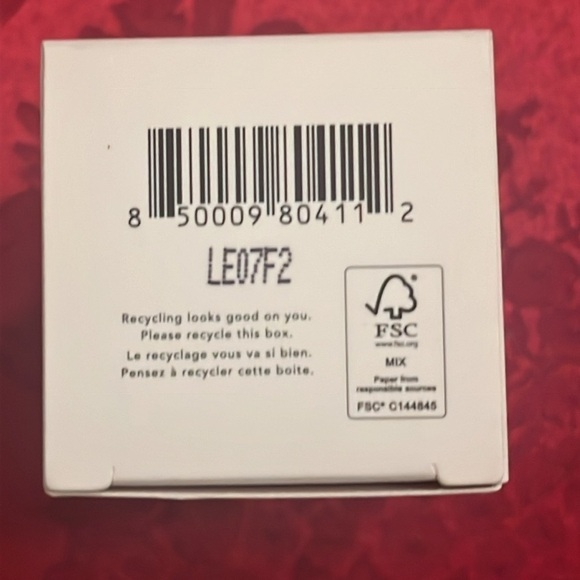 8 50009 80411 2
LE07F2
Recycling looks good on you.
Please recycle this box.
Le recyclage vous va si bien.
Pensez à recycler cette boite.
FSC
www.fsc.org
MIX
Paper from
responsible sources
FSC® C144845